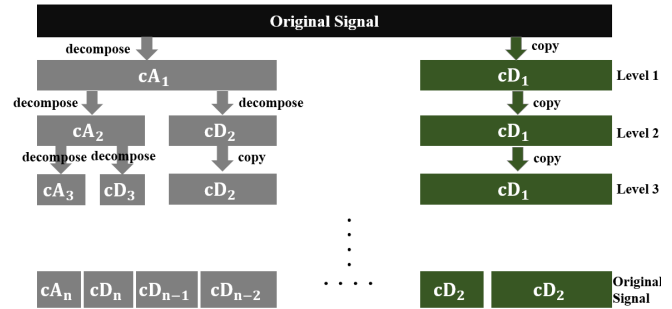 Original Signal
decompose
copy
cA₁
cD₁
Level 1
decompose
decompose
copy
cA₂
cD₂
cD₁
Level 2
decompose
decompose
copy
copy
cA₃
cD₃
cD₂
cD₁
Level 3
cAₙ
cDₙ
cDₙ₋₁
cDₙ₋₂
cD₂
cD₂
Original
Signal